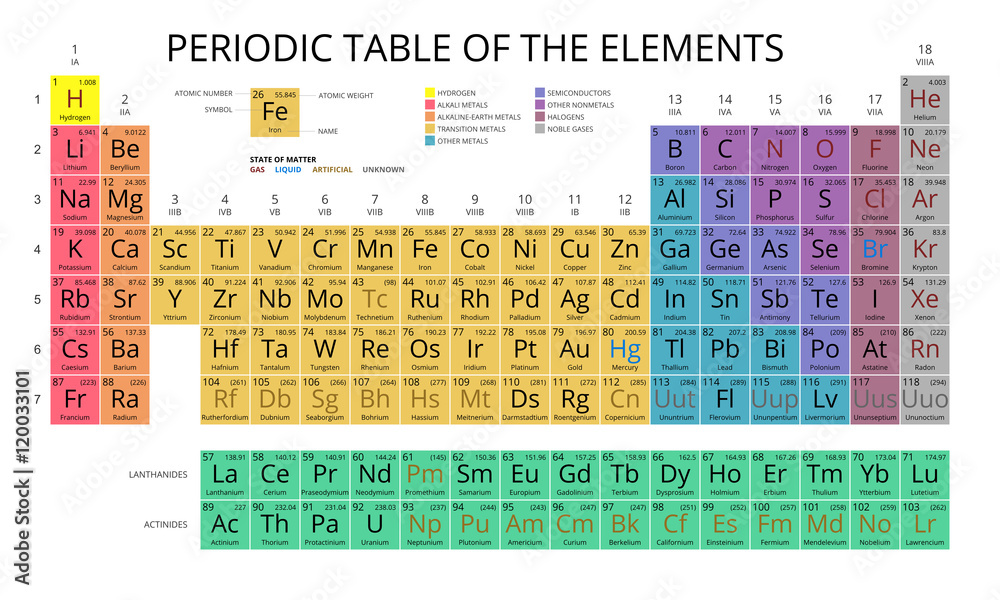 PERIODIC TABLE OF THE ELEMENTS
1
IA
18
VIIIA
ATOMIC NUMBER
SYMBOL
26 55.845
Fe
Iron
ATOMIC WEIGHT
NAME
HYDROGEN
ALKALI METALS
ALKALINE-EARTH METALS
TRANSITION METALS
OTHER METALS
SEMICONDUCTORS
OTHER NONMETALS
HALOGENS
NOBLE GASES
STATE OF MATTER
GAS LIQUID ARTIFICIAL UNKNOWN
2 13 14 15 16 17
IIA IIIA IVA VA VIA VIIA
3 4 5 6 7 8 9 10 11 12
IIIB IVB VB VIB VIIB VIIIB VIIIB VIIIB IB IIB
1
1 1.008 2 4.003
H He
Hydrogen Helium
2
3 6.941 4 9.0122 5 10.811 6 12.011 7 14.007 8 15.999 9 18.998 10 20.179
Li Be B C N O F Ne
Lithium Beryllium Boron Carbon Nitrogen Oxygen Fluorine Neon
3
11 22.99 12 24.305 13 26.982 14 28.086 15 30.974 16 32.065 17 35.453 18 39.948
Na Mg Al Si P S Cl Ar
Sodium Magnesium Aluminium Silicon Phosphorus Sulfur Chlorine Argon
4
19 39.098 20 40.078 21 44.956 22 47.867 23 50.942 24 51.996 25 54.938 26 55.845 27 58.933 28 58.693 29 63.546 30 65.39 31 69.723 32 72.64 33 74.922 34 78.96 35 79.904 36 83.8
K Ca Sc Ti V Cr Mn Fe Co Ni Cu Zn Ga Ge As Se Br Kr
Potassium Calcium Scandium Titanium Vanadium Chromium Manganese Iron Cobalt Nickel Copper Zinc Gallium Germanium Arsenic Selenium Bromine Krypton
5
37 85.468 38 87.62 39 88.906 40 91.224 41 92.906 42 95.94 43 (98) 44 101.07 45 102.91 46 106.42 47 107.87 48 112.41 49 114.82 50 118.71 51 121.76 52 127.6 53 126.9 54 131.29
Rb Sr Y Zr Nb Mo Tc Ru Rh Pd Ag Cd In Sn Sb Te I Xe
Rubidium Strontium Yttrium Zirconium Niobium Molybdenum Technetium Ruthenium Rhodium Palladium Silver Cadmium Indium Tin Antimony Tellurium Iodine Xenon
6
55 132.91 56 137.33 72 178.49 73 180.95 74 183.84 75 186.21 76 190.23 77 192.22 78 195.08 79 196.97 80 200.59 81 204.38 82 207.2 83 208.98 84 (209) 85 (210) 86 (222)
Cs Ba Hf Ta W Re Os Ir Pt Au Hg Tl Pb Bi Po At Rn
Caesium Barium Hafnium Tantalum Tungsten Rhenium Osmium Iridium Platinum Gold Mercury Thallium Lead Bismuth Polonium Astatine Radon
7
87 (223) 88 (226) 104 (261) 105 (262) 106 (266) 107 (264) 108 (277) 109 (268) 110 (281) 111 (272) 112 (285) 113 (284) 114 (289) 115 (288) 116 (292) 117 118 (294)
Fr Ra Rf Db Sg Bh Hs Mt Ds Rg Cn Uut Fl Uup Lv Uus Uuo
Francium Radium Rutherfordium Dubnium Seaborgium Bohrium Hassium Meitnerium Darmstadtium Roentgenium Copernicium Ununtrium Flerovium Ununpentium Livermorium Ununseptium Ununoctium
LANTHANIDES
57 138.91 58 140.12 59 140.91 60 144.24 61 (145) 62 150.36 63 151.96 64 157.25 65 158.93 66 162.5 67 164.93 68 167.26 69 168.93 70 173.04 71 174.97
La Ce Pr Nd Pm Sm Eu Gd Tb Dy Ho Er Tm Yb Lu
Lanthanium Cerium Praseodymium Neodymium Promethium Samarium Europium Gadolinium Terbium Dysprosium Holmium Erbium Thulium Ytterbium Lutetium
ACTINIDES
89 227 90 232.04 91 231.04 92 238.03 93 (237) 94 (244) 95 (243) 96 (247) 97 (247) 98 (251) 99 (252) 100 (257) 101 (258) 102 (259) 103 (262)
Ac Th Pa U Np Pu Am Cm Bk Cf Es Fm Md No Lr
Actinium Thorium Protactinium Uranium Neptunium Plutonium Americium Curium Berkelium Californium Einsteinium Fermium Mendelevium Nobelium Lawrencium
Adobe Stock | #120033101